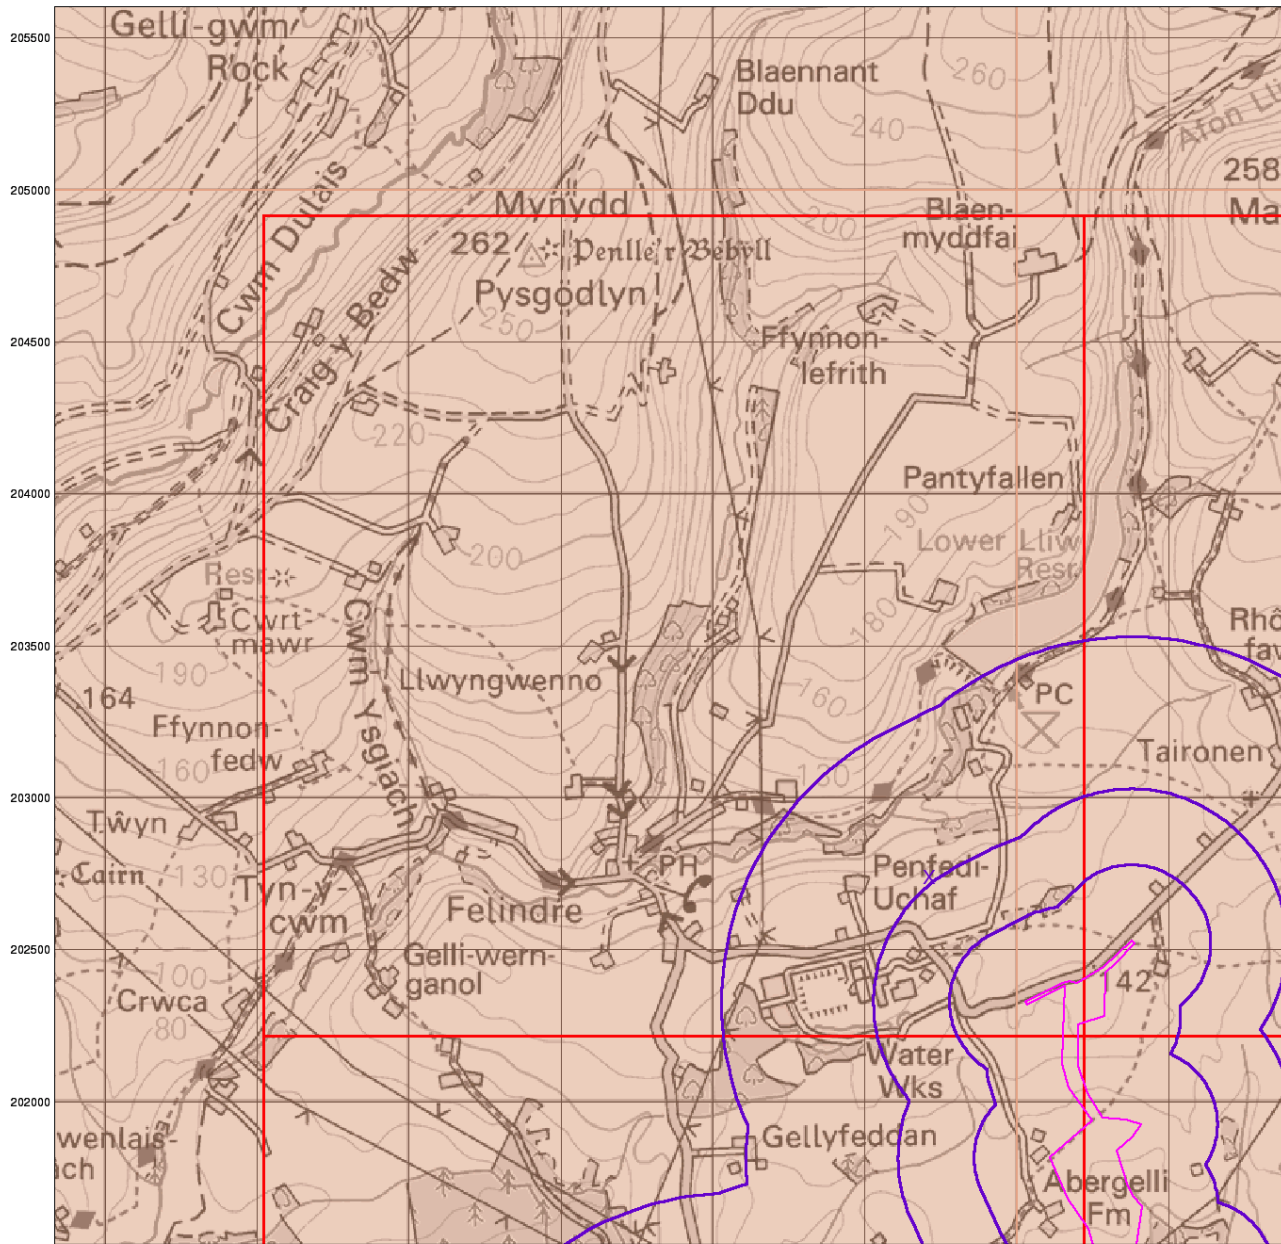 205500
205000
204500
204000
203500
203000
202500
202000
Gelli-gwm
Rock
Blaennant
Ddu
260
240
Afon Lli
258
Ma
Cwm Dulais
Mynydd
262
Penlle'r Bebyll
Pysgodlyn
250
200
Blaen-
myddfai
Craig y Bedw
Ffynnon-
lefrith
220
Pantyfallen
190
Lower Lliw
Resr
200
Resr
Cwrt-
mawr
Cwm Ysgiach
180
Rhô
fav
190
164
Llwyngwenno
160
PC
Ffynnon-
fedw
160
Taironen
130
Twŷn
Cairn
130
Tyn-y-
cwm
PH
Felindre
Penfedi-
Uchaf
Gelli-wern-
ganol
100
Crwca
80
142
Water
Wks
wenlais-
ach
Gellyfeddan
Abergelli
Fm